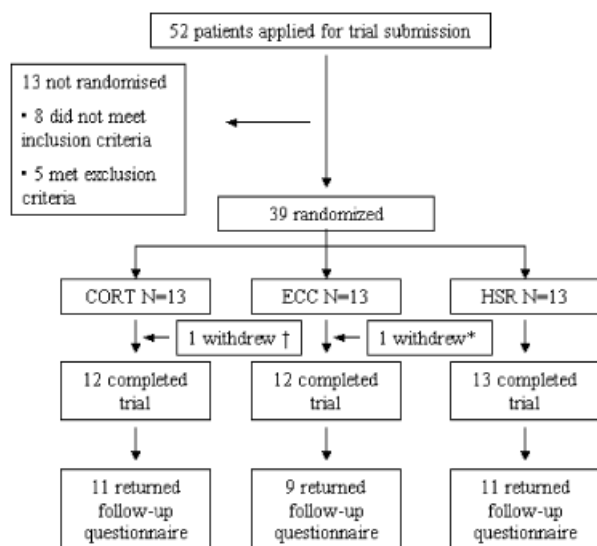 52 patients applied for trial submission
13 not randomised
▪ 8 did not meet
inclusion criteria
▪ 5 met exclusion
criteria
39 randomized
CORT N=13
ECC N=13
HSR N=13
1 withdrew †
1 withdrew*
12 completed
trial
12 completed
trial
13 completed
trial
11 returned
follow-up
questionnaire
9 returned
follow-up
questionnaire
11 returned
follow-up
questionnaire